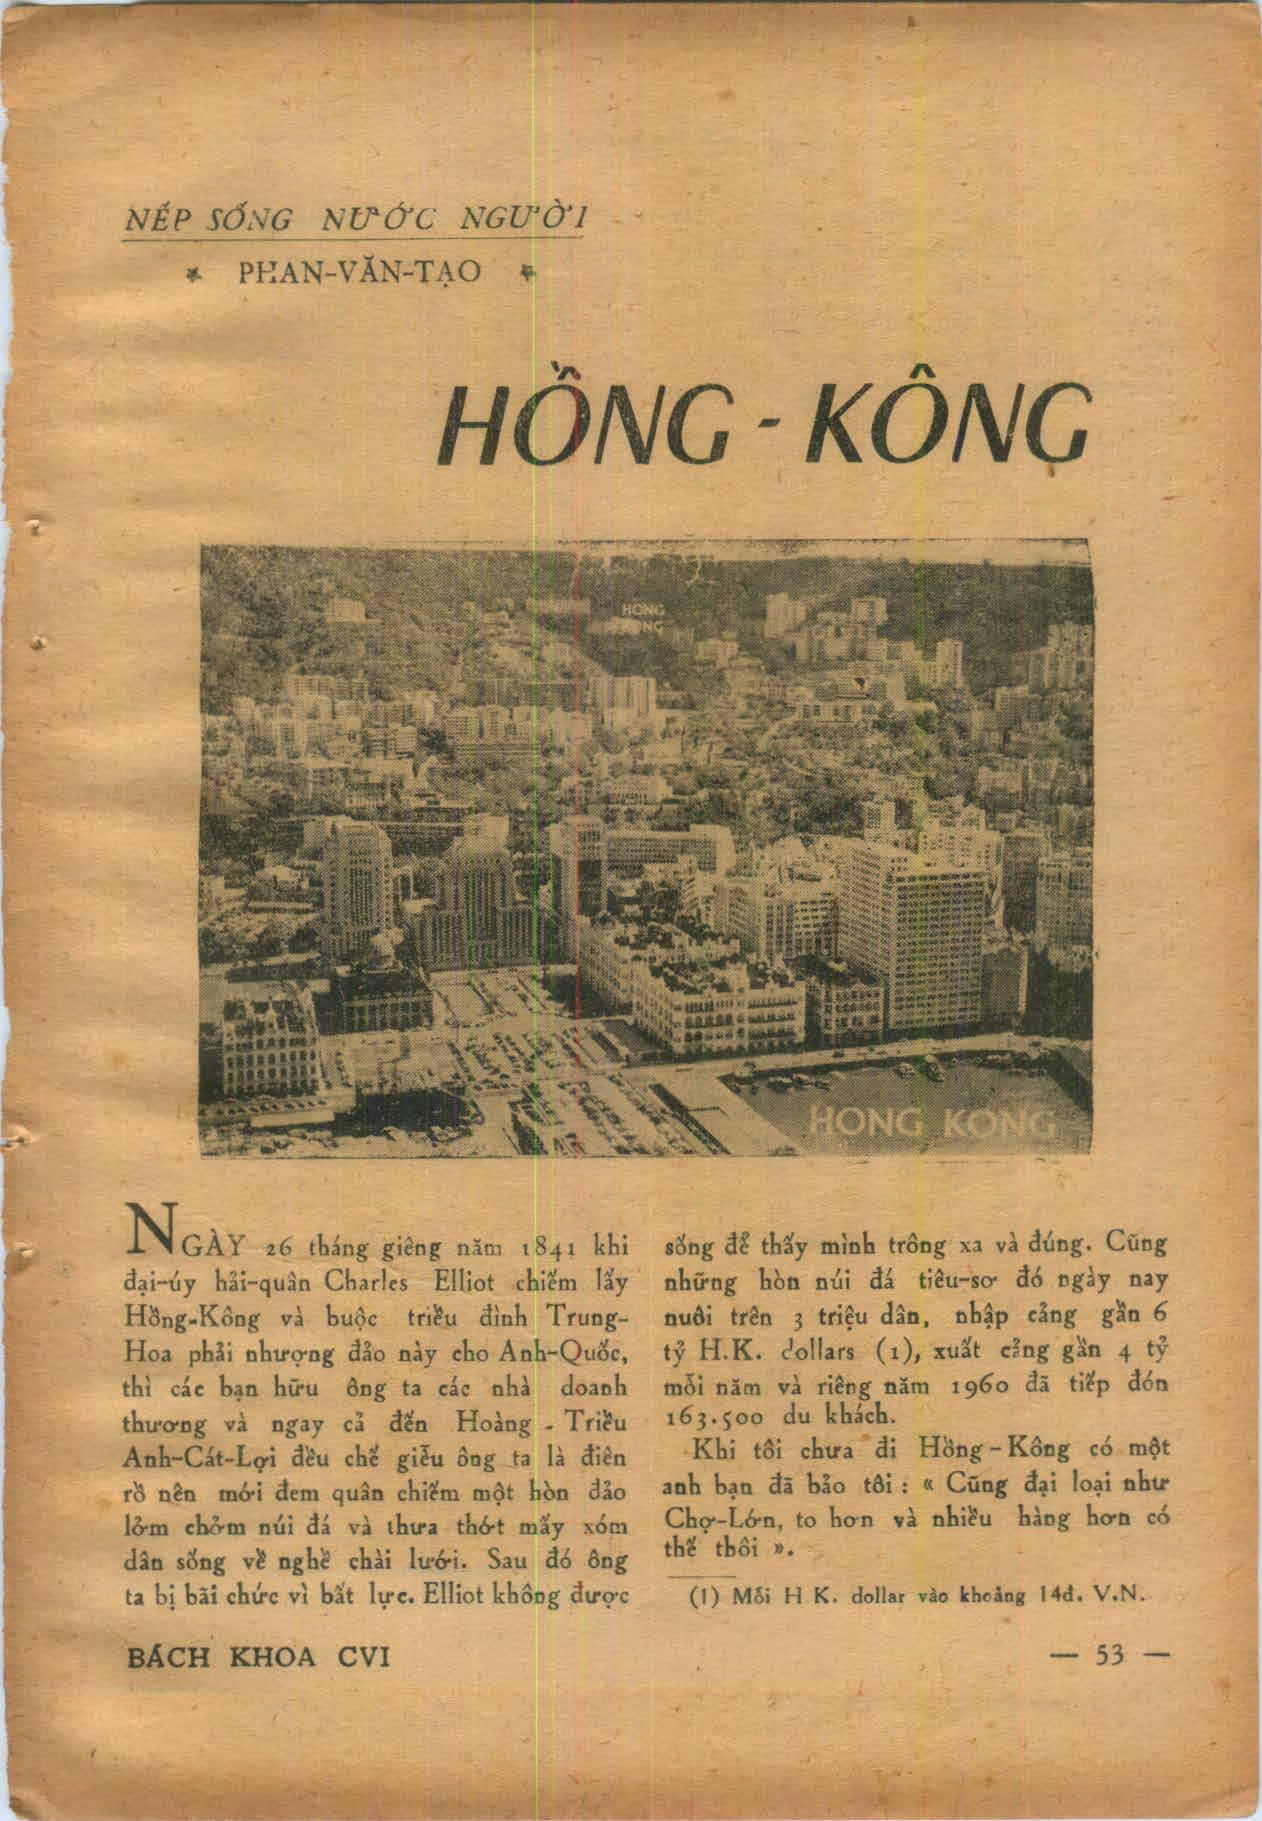 NẾP SỐNG NƯỚC NGƯỜI
* PHAN-VĂN-TẠO *
HỒNG - KÔNG
HONG
KONG
HONG KONG
NGÀY 26 tháng giêng năm 1841 khi
đại-úy hải-quân Charles Elliot chiếm lấy
Hồng-Kông và buộc triều đình Trung-
Hoa phải nhượng đảo này cho Anh-Quốc,
thì các bạn hữu ông ta các nhà doanh
thương và ngay cả đến Hoàng - Triều
Anh-Cát-Lợi đều chế giễu ông ta là điên
rồ nên mới đem quân chiếm một hòn đảo
lởm chởm núi đá và thưa thớt mấy xóm
dân sống về nghề chài lưới. Sau đó ông
ta bị bãi chức vì bất lực. Elliot không được
sống để thấy mình trông xa và đúng. Cũng
những hòn núi đá tiêu-sơ đó ngày nay
nuôi trên 3 triệu dân, nhập cảng gần 6
tỷ H.K. dollars (1), xuất cảng gần 4 tỷ
mỗi năm và riêng năm 1960 đã tiếp đón
163.500 du khách.
Khi tôi chưa đi Hồng-Kông có một
anh bạn đã bảo tôi : « Cũng đại loại như
Chợ-Lớn, to hơn và nhiều hàng hơn có
thế thôi ».
(1) Mỗi H K. dollar vào khoảng 14đ. V.N.
BÁCH KHOA CVI
— 53 —